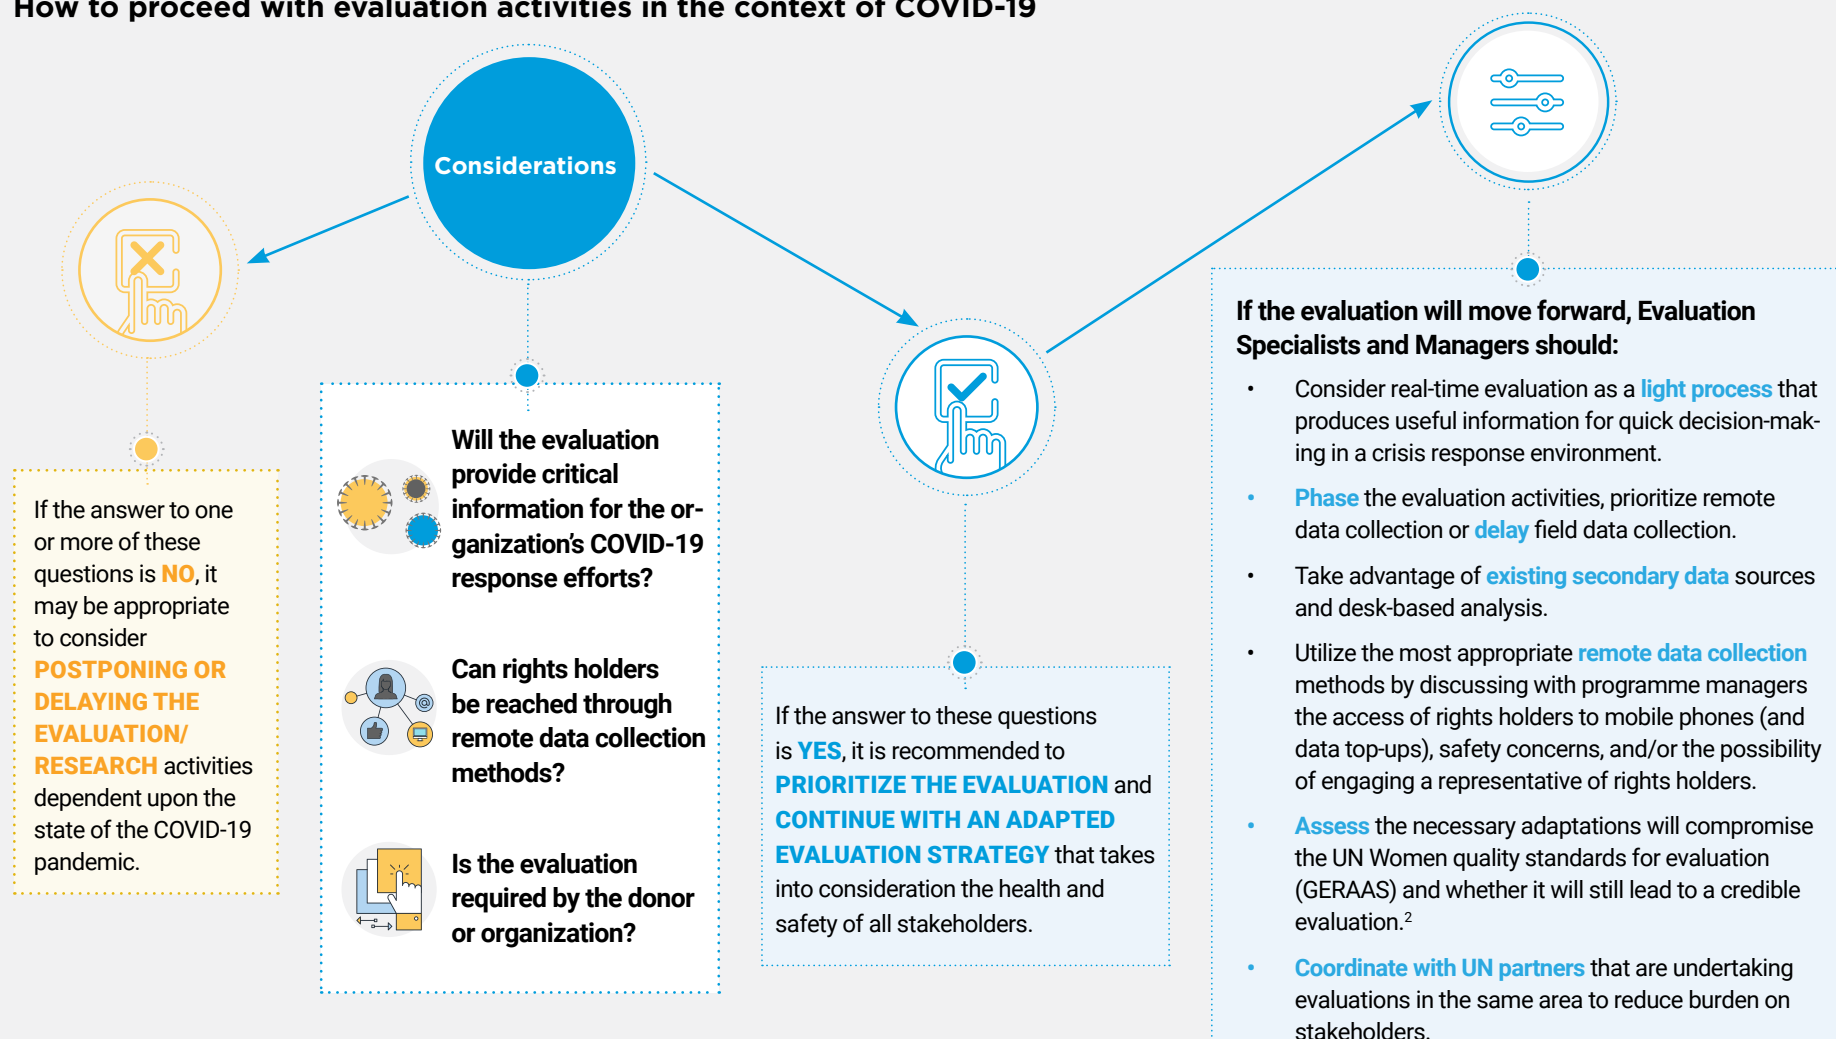 How to proceed with evaluation activities in the context of COVID-19
Considerations
If the answer to one
or more of these
questions is NO, it
may be appropriate
to consider
POSTPONING OR
DELAYING THE
EVALUATION/
RESEARCH activities
dependent upon the
state of the COVID-19
pandemic.
Will the evaluation
provide critical
information for the or-
ganization's COVID-19
response efforts?
Can rights holders
be reached through
remote data collection
methods?
Is the evaluation
required by the donor
or organization?
If the answer to these questions
is YES, it is recommended to
PRIORITIZE THE EVALUATION and
CONTINUE WITH AN ADAPTED
EVALUATION STRATEGY that takes
into consideration the health and
safety of all stakeholders.
If the evaluation will move forward, Evaluation
Specialists and Managers should:
• Consider real-time evaluation as a light process that
produces useful information for quick decision-mak-
ing in a crisis response environment.
• Phase the evaluation activities, prioritize remote
data collection or delay field data collection.
• Take advantage of existing secondary data sources
and desk-based analysis.
• Utilize the most appropriate remote data collection
methods by discussing with programme managers
the access of rights holders to mobile phones (and
data top-ups), safety concerns, and/or the possibility
of engaging a representative of rights holders.
• Assess the necessary adaptations will compromise
the UN Women quality standards for evaluation
(GERAAS) and whether it will still lead to a credible
evaluation.²
• Coordinate with UN partners that are undertaking
evaluations in the same area to reduce burden on
stakeholders.